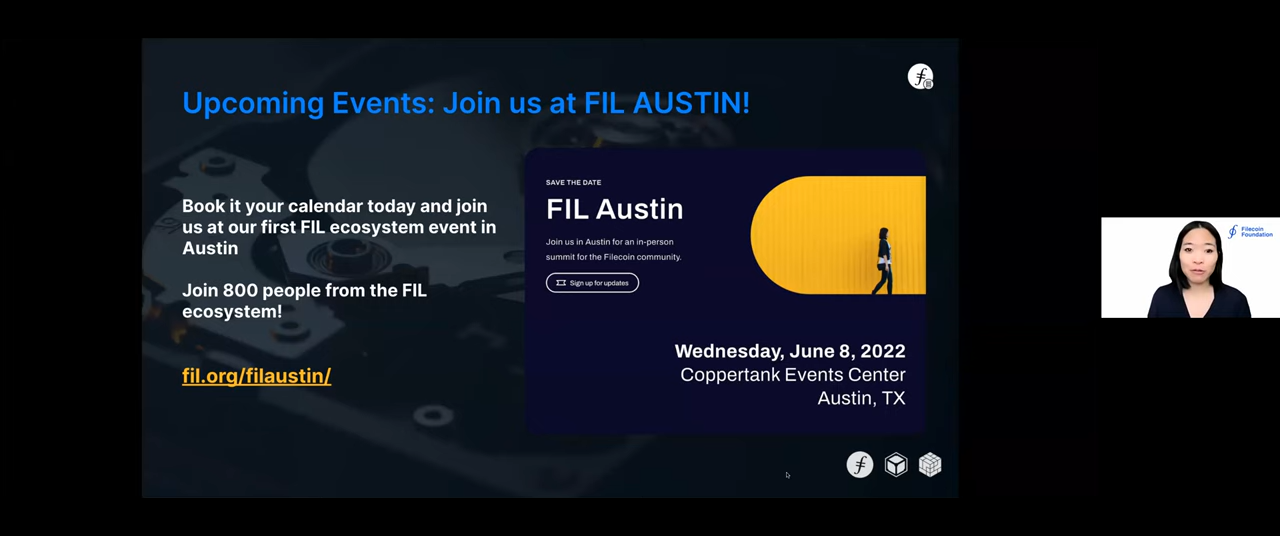 Upcoming Events: Join us at FIL AUSTIN!
Book it your calendar today and join
us at our first FIL ecosystem event in
Austin
Join 800 people from the FIL
ecosystem!
fil.org/filaustin/
SAVE THE DATE
FIL Austin
Join us in Austin for an in-person
summit for the Filecoin community.
Sign up for updates
Wednesday, June 8, 2022
Coppertank Events Center
Austin, TX
Filecoin
Foundation